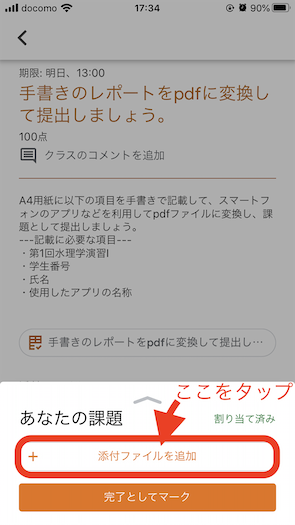 docomo 17:34 90%
期限: 明日、13:00
手書きのレポートをpdfに変換し
て提出しましょう。
100点
クラスのコメントを追加
A4用紙に以下の項目を手書きで記載して、スマートフ
ォンのアプリなどを利用してpdfファイルに変換し、課
題として提出しましょう。
---記載に必要な項目---
・第1回水理学演習I
・学生番号
・氏名
・使用したアプリの名称
手書きのレポートをpdfに変換して提出し…
ここをタップ
あなたの課題 割り当て済み
+ 添付ファイルを追加
完了としてマーク